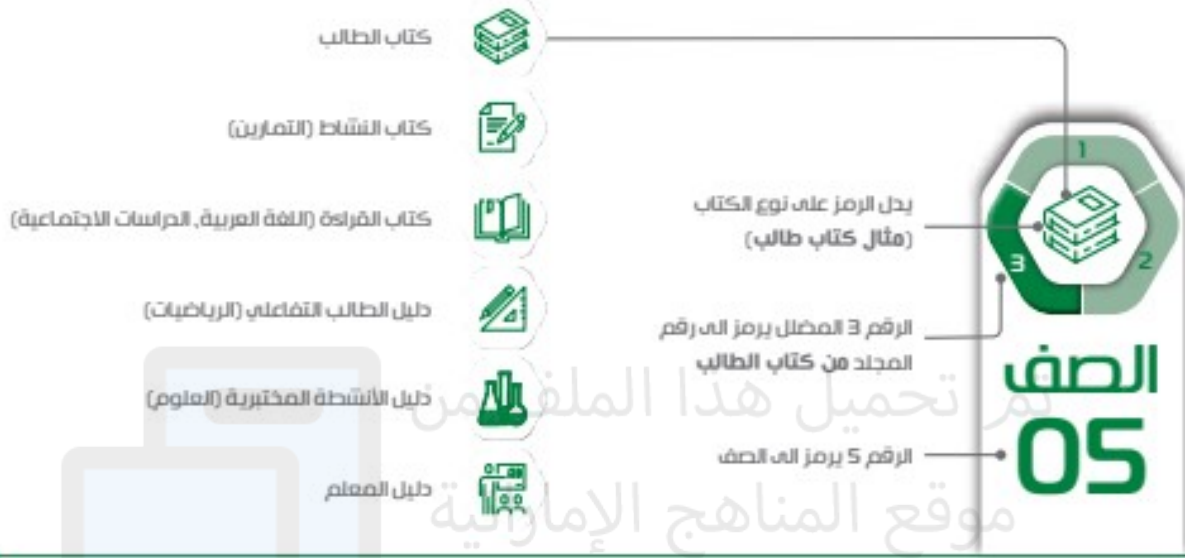 1
2
3
الصف
05
يدل الرمز على نوع الكتاب
(مثال كتاب طالب)
الرقم 3 المضلل يرمز الى رقم
المجلد من كتاب الطالب
الرقم 5 يرمز الى الصف
كتاب الطالب
كتاب النشاط (التمارين)
كتاب القراءة (اللغة العربية, الدراسات الاجتماعية)
دليل الطالب التفاعلي (الرياضيات)
دليل الأنشطة المختبرية (العلوم)
دليل المعلم
تم تحميل هذا الملف من
موقع المناهج الإماراتية